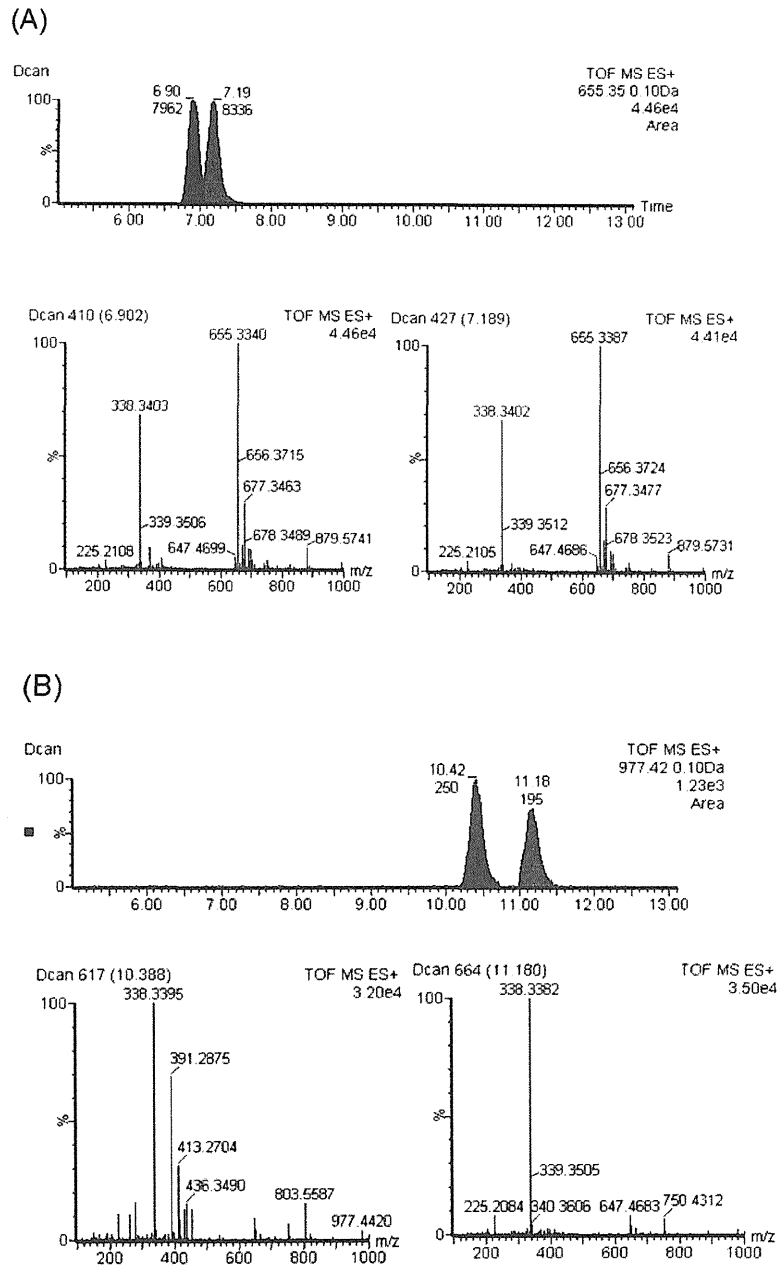 (A)
Dcan
TOF MS ES+
655 35 0.10Da
4.46e4
Area
6 90
7962
7.19
8336
100
%
0
6 00 7.00 8.00 9.00 10.00 11.00 12 00 13 00
Time
Dcan 410 (6.902)
TOF MS ES+
4.46e4
100
%
0
655.3340
338.3403
656 3715
677.3463
339 3506
678 3489
879.5741
647.4699
225.2108
200 400 600 800 1000
m/z
Dcan 427 (7.189)
TOF MS ES+
4.41e4
100
%
0
655 3387
338.3402
656 3724
677.3477
339 3512
678 3523
879.5731
647.4686
225.2105
200 400 600 800 1000
m/z
(B)
Dcan
TOF MS ES+
977.42 0.10Da
1.23e3
Area
10.42
250
11 18
195
100
%
0
6.00 7.00 8.00 9.00 10.00 11.00 12.00 13.00
Dcan 617 (10.388)
TOF MS ES+
3 20e4
100
%
0
338.3395
391.2875
413.2704
436.3490
803.5587
977.4420
200 400 600 800 1000
m/z
Dcan 664 (11.180)
TOF MS ES+
3.50e4
100
%
0
338.3382
339.3505
225.2084
340 3606
647.4683
750 4312
200 400 600 800 1000
m/z